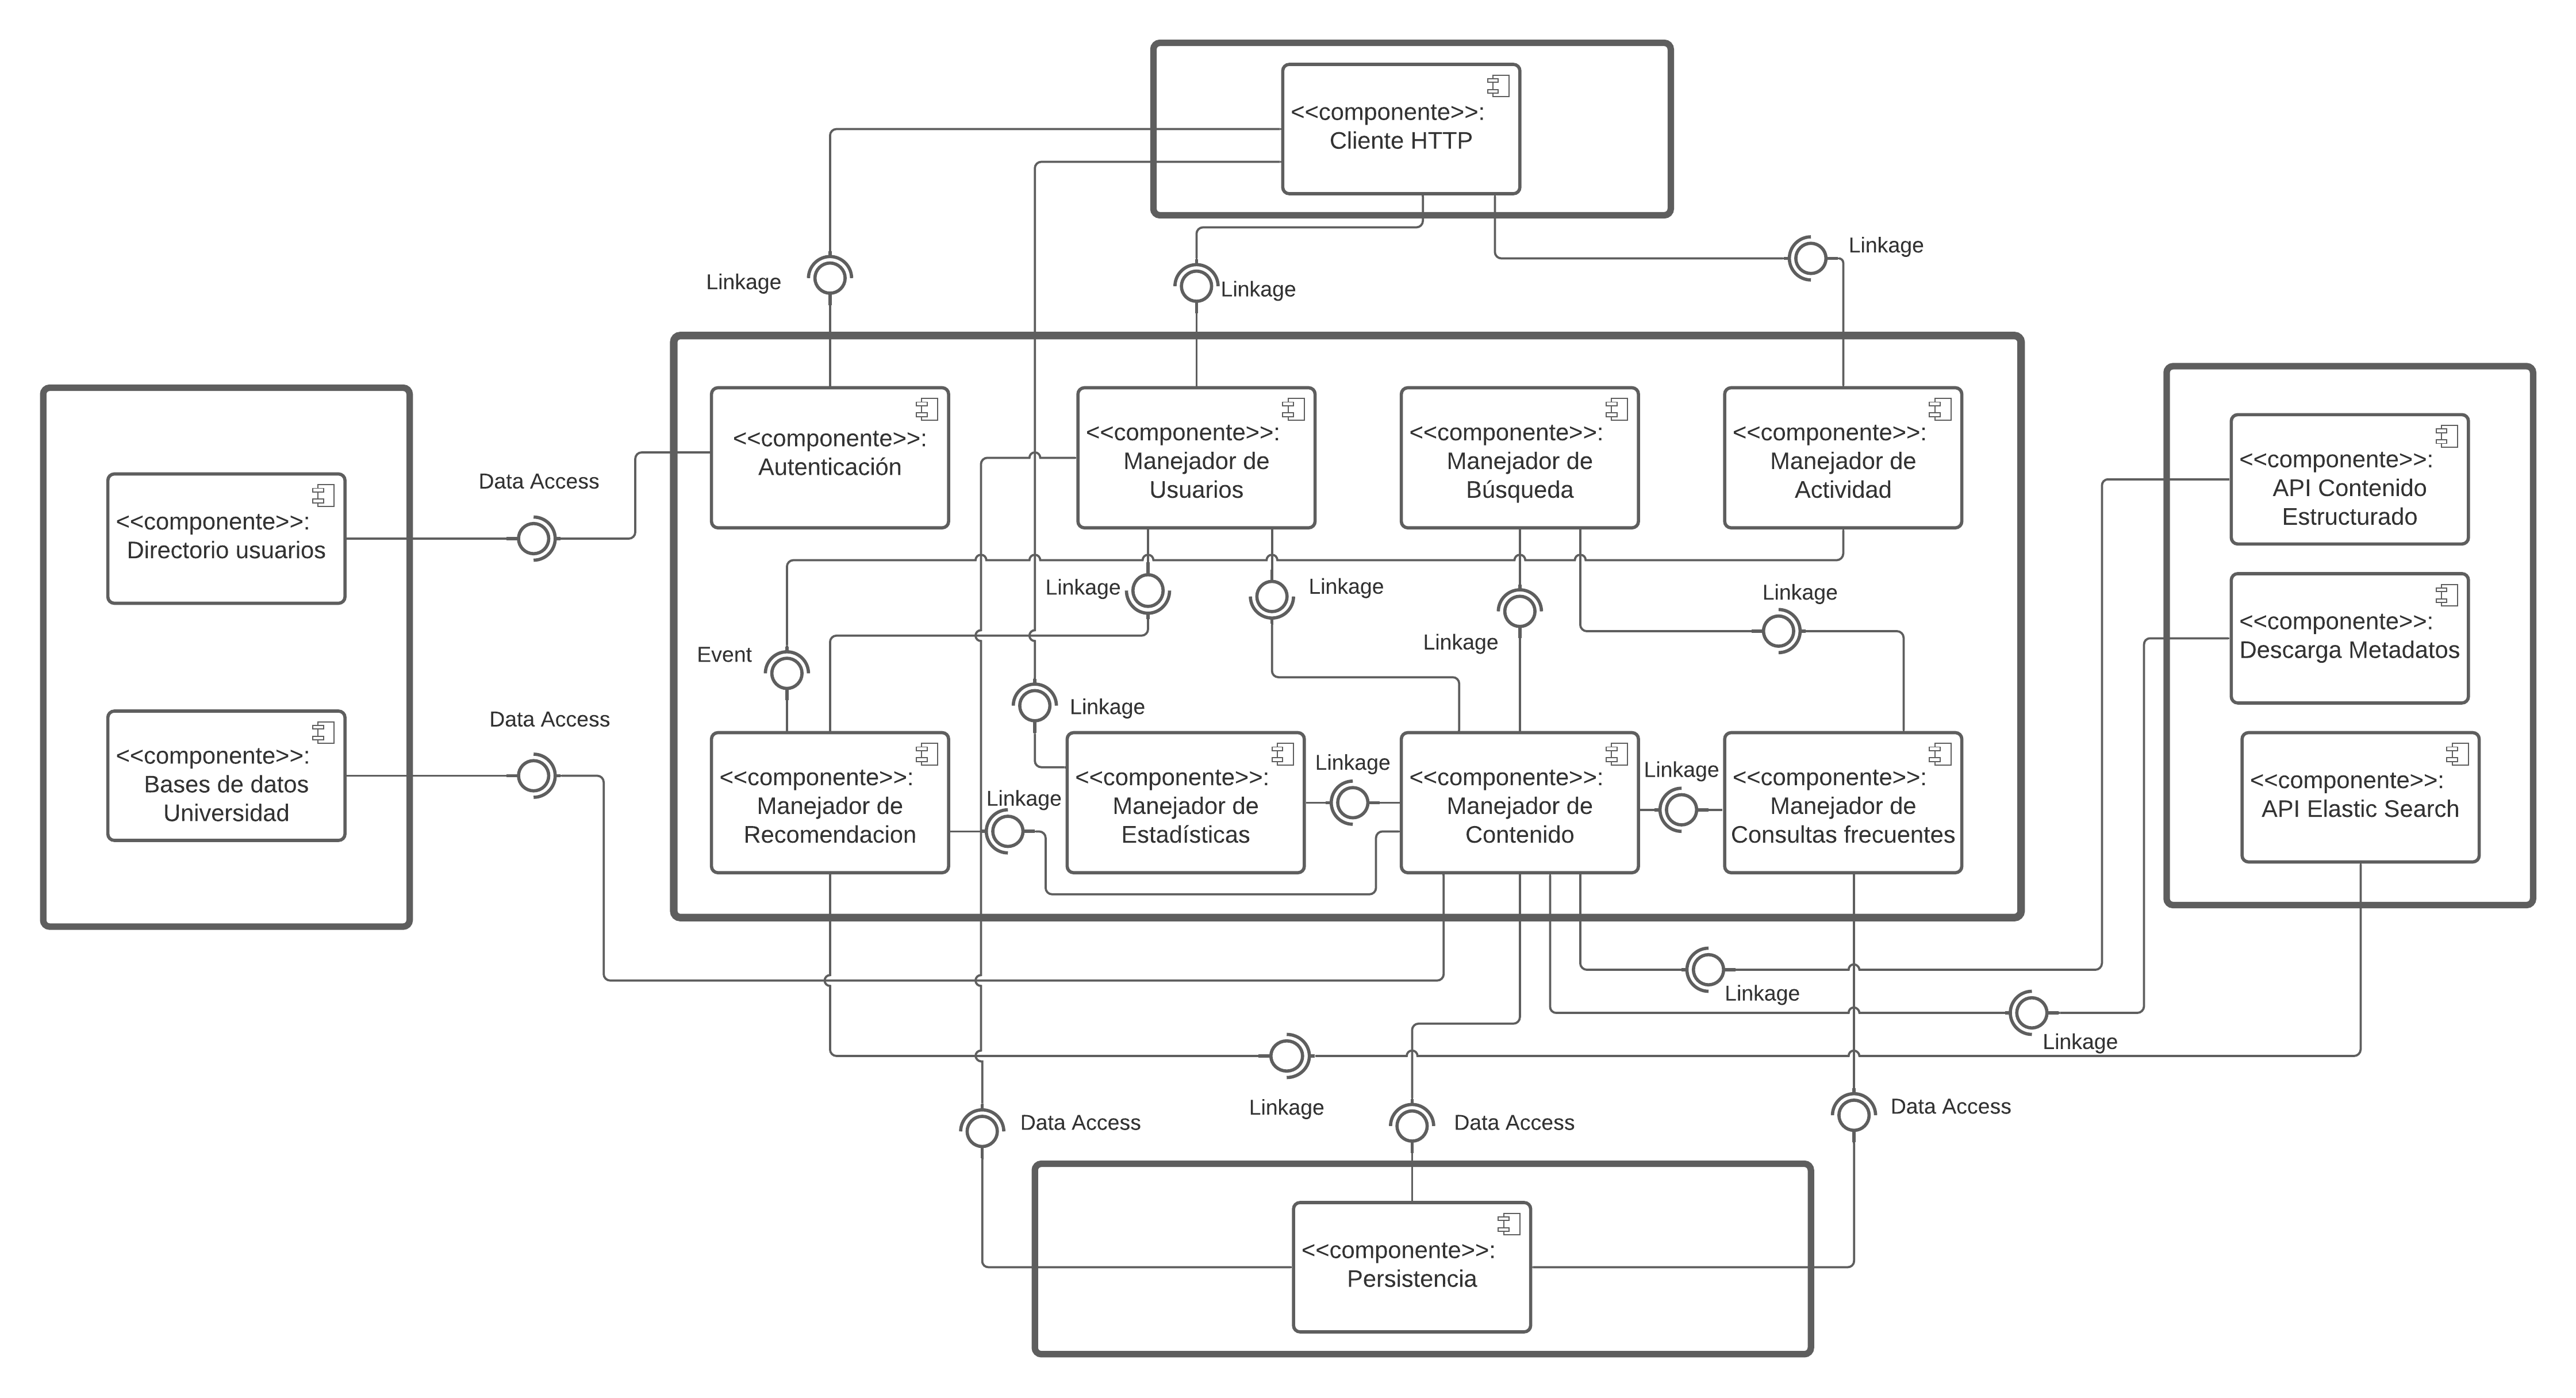 <<componente>>:
Cliente HTTP
Linkage
Linkage
Linkage
<<componente>>:
Directorio usuarios
<<componente>>:
Bases de datos
Universidad
Data Access
Data Access
<<componente>>:
Autenticación
<<componente>>:
Manejador de
Usuarios
<<componente>>:
Manejador de
Búsqueda
<<componente>>:
Manejador de
Actividad
Linkage
Linkage
Linkage
Linkage
Event
Linkage
<<componente>>:
Manejador de
Recomendacion
Linkage
<<componente>>:
Manejador de
Estadísticas
Linkage
<<componente>>:
Manejador de
Contenido
Linkage
<<componente>>:
Manejador de
Consultas frecuentes
<<componente>>:
API Contenido
Estructurado
<<componente>>:
Descarga Metadatos
<<componente>>:
API Elastic Search
Linkage
Linkage
Linkage
Data Access
Data Access
Data Access
<<componente>>:
Persistencia